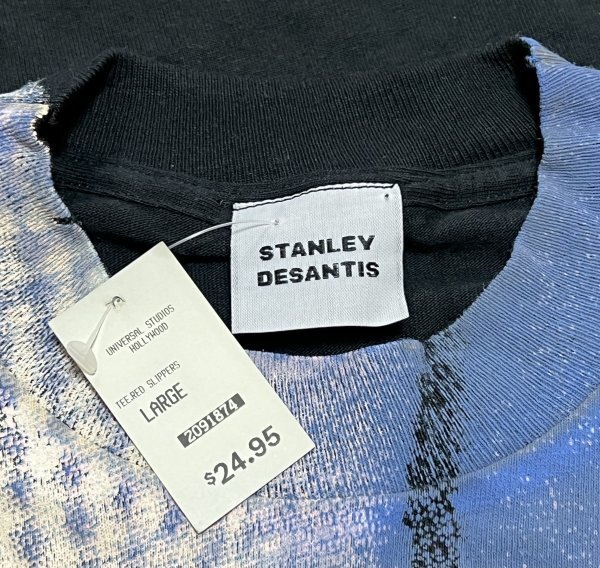 STANLEY
DESANTIS
UNIVERSAL STUDIOS
HOLLYWOOD
TEE,RED SLIPPERS
LARGE
2091874
$24.95